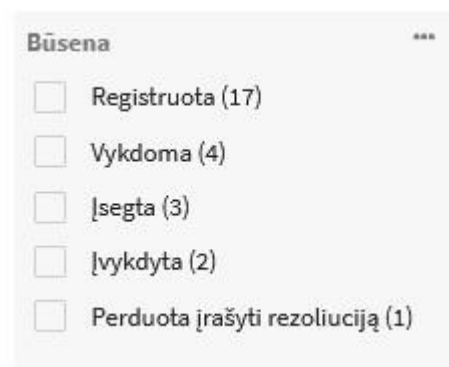 Būsena
Registruota (17)
Vykdoma (4)
Įsegta (3)
Įvykdyta (2)
Perduota įrašyti rezoliuciją (1)